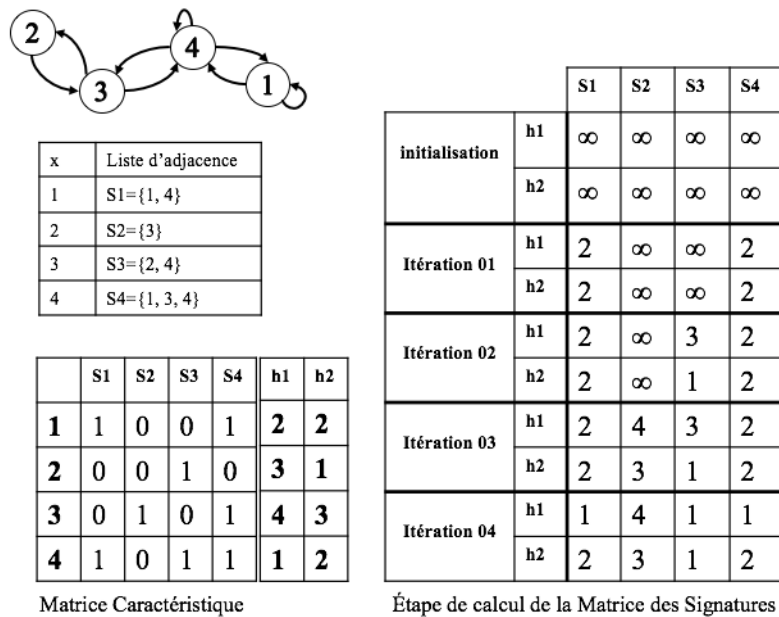 2
3
4
1
x Liste d'adjacence
1 S1={1, 4}
2 S2={3}
3 S3={2, 4}
4 S4={1, 3, 4}
S1 S2 S3 S4 h1 h2
1 1 0 0 1 2 2
2 0 0 1 0 3 1
3 0 1 0 1 4 3
4 1 0 1 1 1 2
Matrice Caractéristique
S1 S2 S3 S4
initialisation h1 ∞ ∞ ∞ ∞
h2 ∞ ∞ ∞ ∞
Itération 01 h1 2 ∞ ∞ 2
h2 2 ∞ ∞ 2
Itération 02 h1 2 ∞ 3 2
h2 2 ∞ 1 2
Itération 03 h1 2 4 3 2
h2 2 3 1 2
Itération 04 h1 1 4 1 1
h2 2 3 1 2
Étape de calcul de la Matrice des Signatures